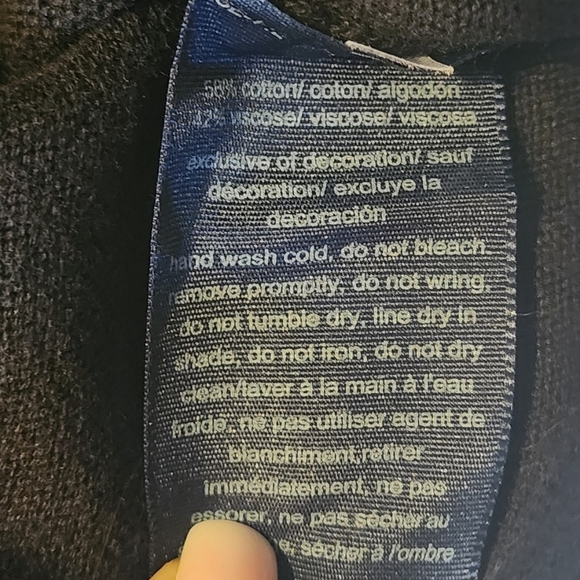 58% cotton/ coton/ algodon
42% viscose/ viscose/ viscosa
exclusive of decoration/ sauf
décoration/ excluye la
decoración
hand wash cold, do not bleach
remove promptly, do not wring,
do not tumble dry, line dry in
shade, do not iron, do not dry
clean/laver à la main à l'eau
froide, ne pas utiliser agent de
blanchiment,retirer
immédiatement, ne pas
essorer, ne pas sécher au
sécher à l'ombre